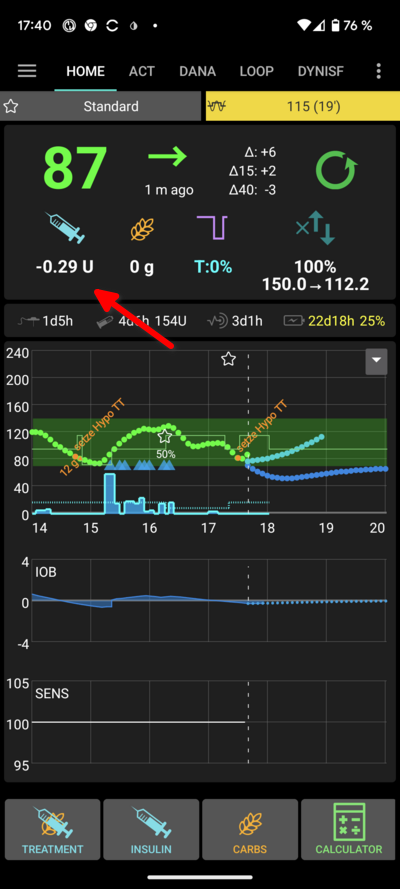 17:40 76 %
HOME ACT DANA LOOP DYNISF
Standard 115 (19')
87
Δ: +6
Δ15: +2
Δ40: -3
1 m ago
-0.29 U 0 g T:0% 100%
150.0→112.2
1d5h 4d5h 154U 3d1h 22d18h 25%
240
200
160
120
80
40
0
12 g
setze Hypo TT
50%
setze Hypo TT
14 15 16 17 18 19 20
4
IOB
0
-4
105
SENS
100
95
TREATMENT INSULIN CARBS CALCULATOR